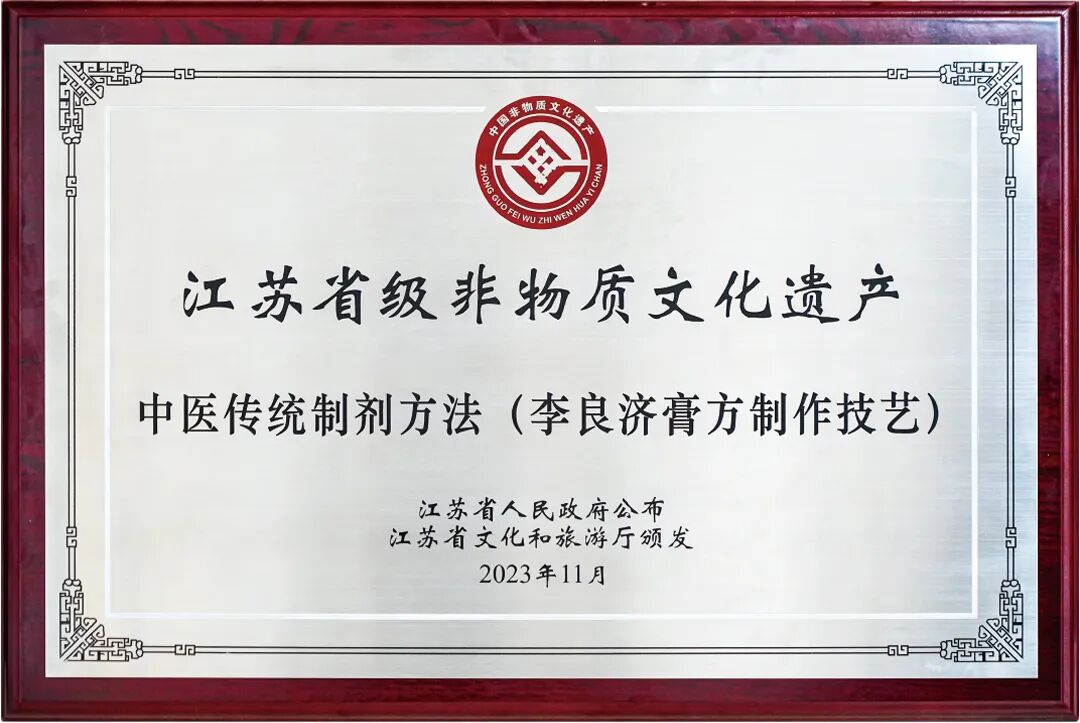 中国非物质文化遗产
ZHONG GUO FEI WU ZHI WEN HUA YI CHAN
江苏省级非物质文化遗产
中医传统制剂方法（李良济膏方制作技艺）
江苏省人民政府公布
江苏省文化和旅游厅颁发
2023年11月